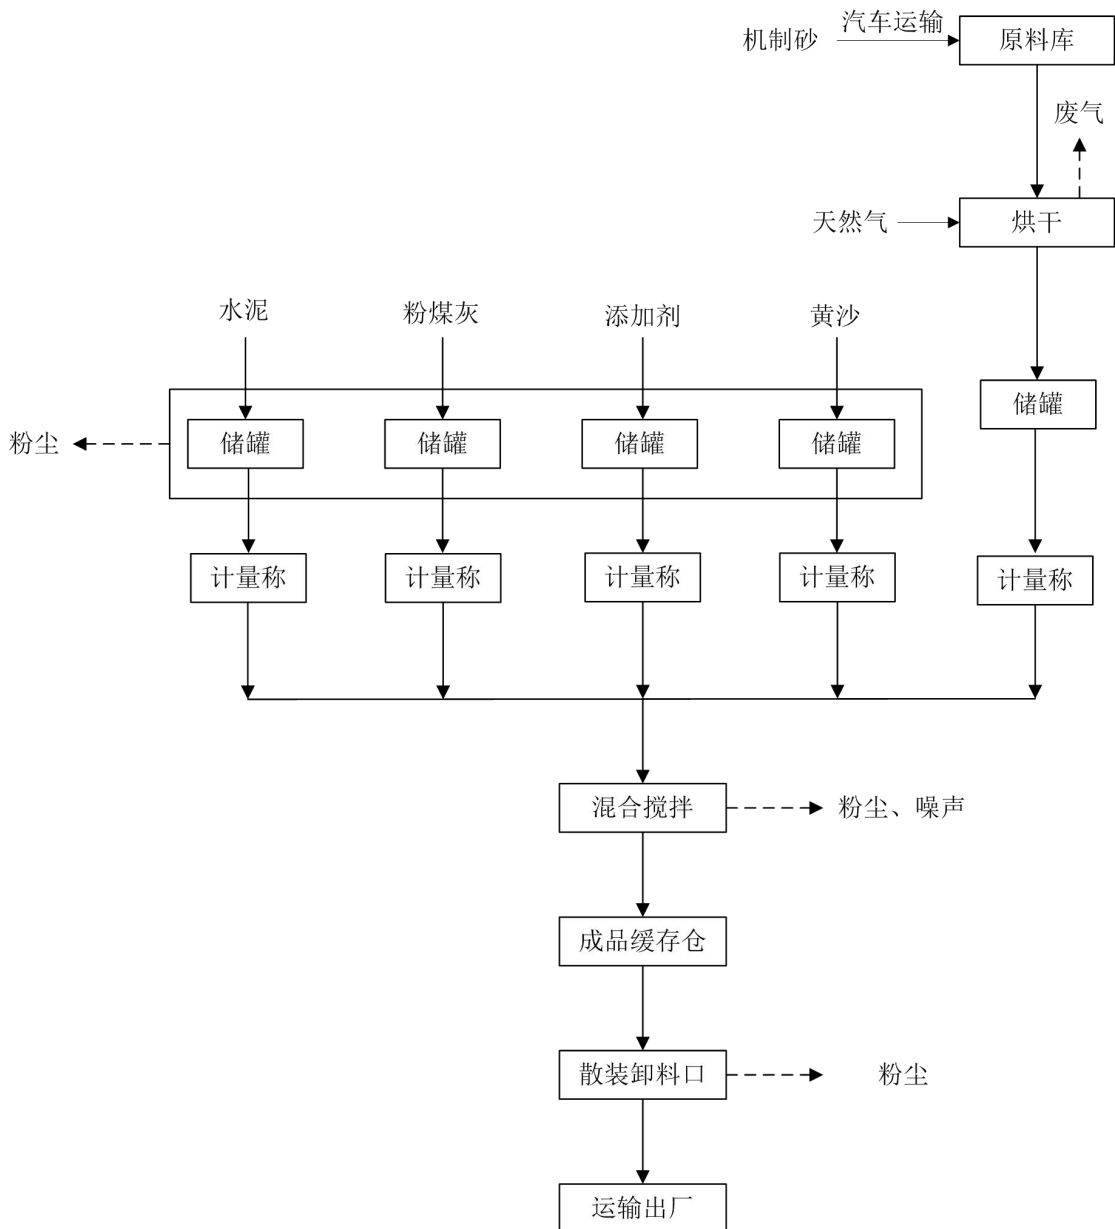 机制砂
汽车运输
原料库
废气
天然气
烘干
水泥
粉煤灰
添加剂
黄沙
储罐
粉尘
储罐
储罐
储罐
储罐
计量称
计量称
计量称
计量称
计量称
混合搅拌
粉尘、噪声
成品缓存仓
散装卸料口
粉尘
运输出厂